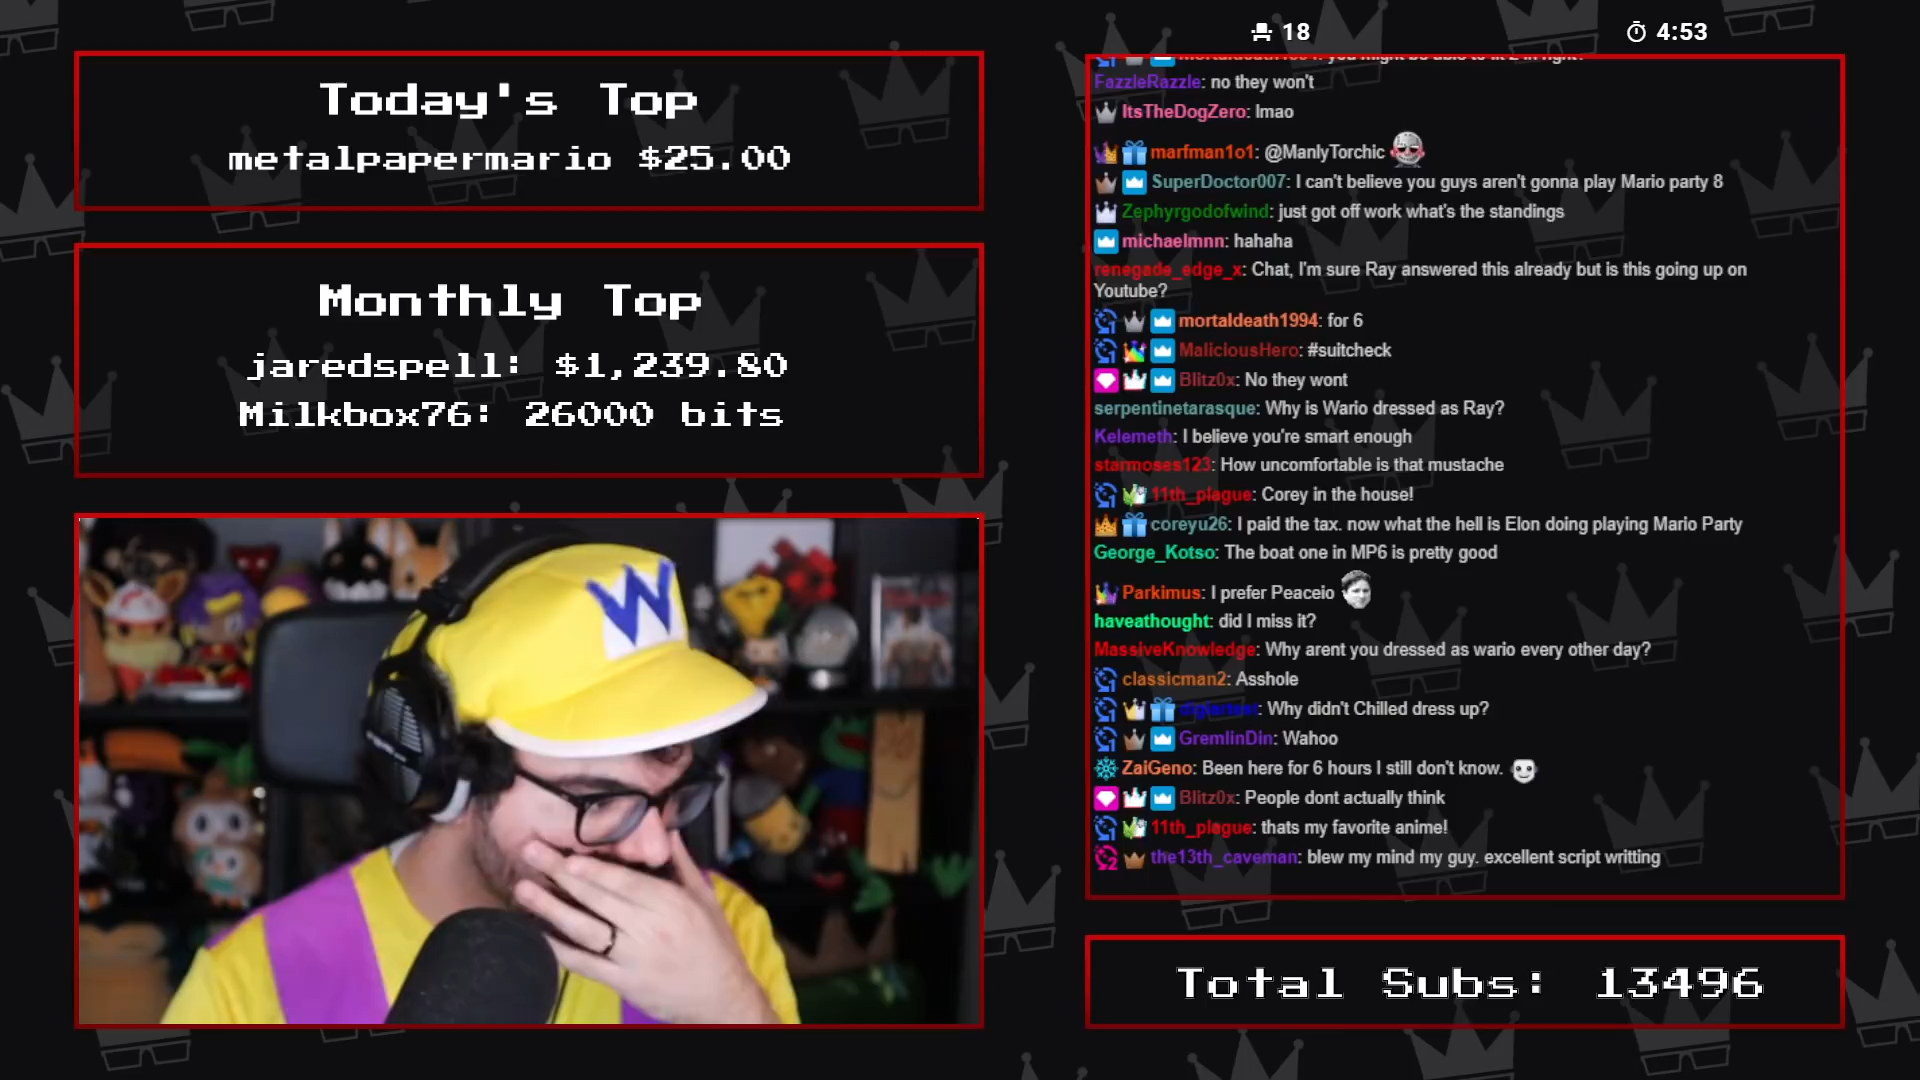 18
4:53
Today's Top
metalpapermario $25.00
Monthly Top
jaredspell: $1,239.80
Milkbox76: 26000 bits
W
FazzleRazzle: no they won't
ItsTheDogZero: lmao
marfman1o1: @ManlyTorchic
SuperDoctor007: I can't believe you guys aren't gonna play Mario party 8
Zephyrgodofwind: just got off work what's the standings
michaelmnn: hahaha
renegade_edge_x: Chat, I'm sure Ray answered this already but is this going up on
Youtube?
mortaldeath1994: for 6
MaliciousHero: #suitcheck
Blitz0x: No they wont
serpentinetarasque: Why is Wario dressed as Ray?
Kelemeth: I believe you're smart enough
starmoses123: How uncomfortable is that mustache
11th_plague: Corey in the house!
coreyu26: I paid the tax. now what the hell is Elon doing playing Mario Party
George_Kotso: The boat one in MP6 is pretty good
Parkimus: I prefer Peaceio
haveathought: did I miss it?
MassiveKnowledge: Why arent you dressed as wario every other day?
classicman2: Asshole
: Why didn't Chilled dress up?
GremlinDin: Wahoo
ZaiGeno: Been here for 6 hours I still don't know.
Blitz0x: People dont actually think
11th_plague: thats my favorite anime!
the13th_caveman: blew my mind my guy. excellent script writting
Total Subs: 13496